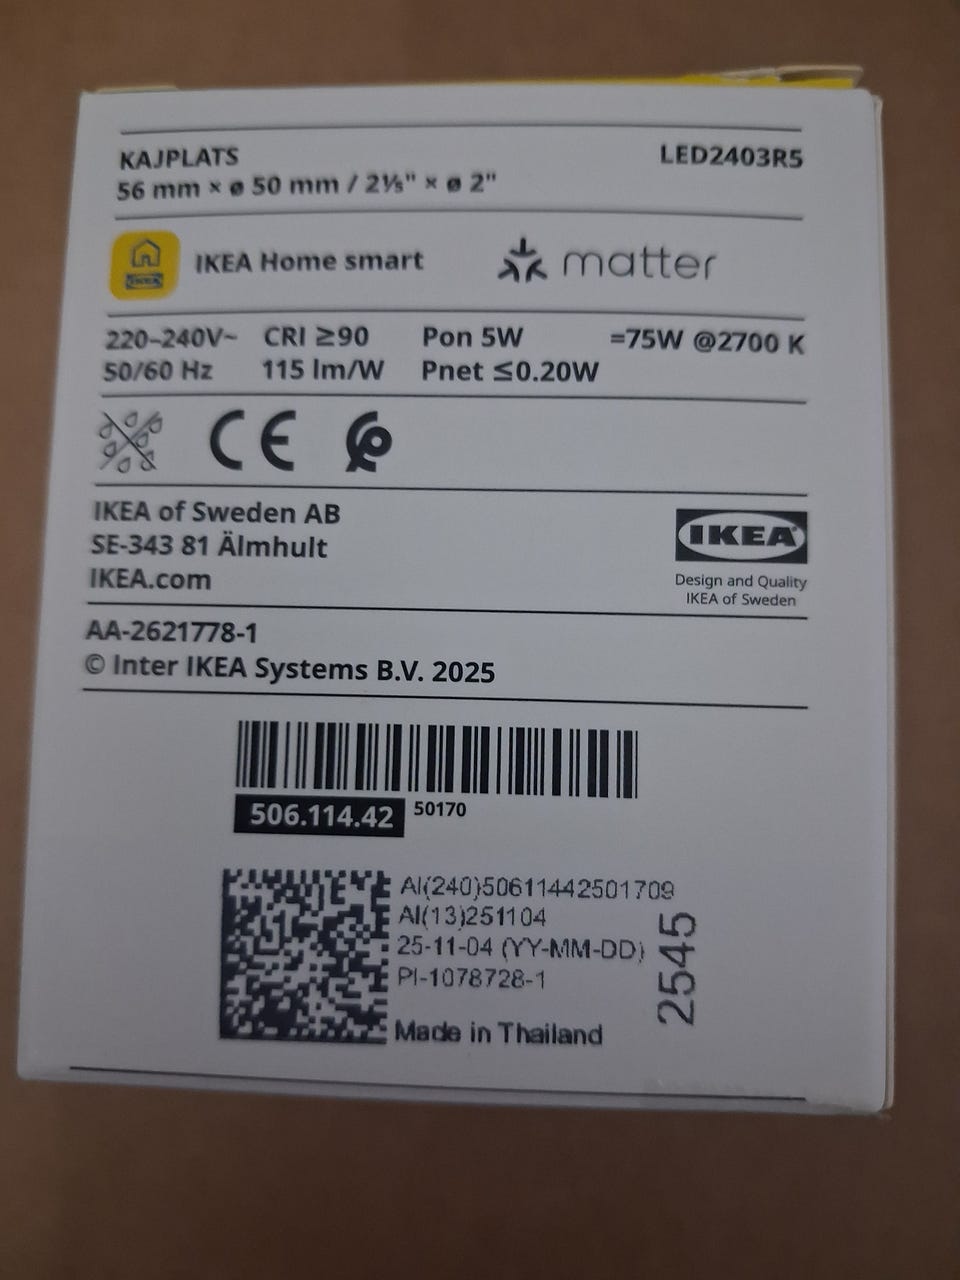 KAJPLATS LED2403R5
56 mm × ø 50 mm / 2⅕" × ø 2"
IKEA
IKEA Home smart matter
220–240V~ CRI ≥90 Pon 5W =75W @2700 K
50/60 Hz 115 lm/W Pnet ≤0.20W
CE
IKEA of Sweden AB
SE-343 81 Älmhult
IKEA.com
IKEA
Design and Quality
IKEA of Sweden
AA-2621778-1
© Inter IKEA Systems B.V. 2025
506.114.42 50170
AI(240)50611442501709
AI(13)251104
25-11-04 (YY-MM-DD)
PI-1078728-1
Made in Thailand
2545